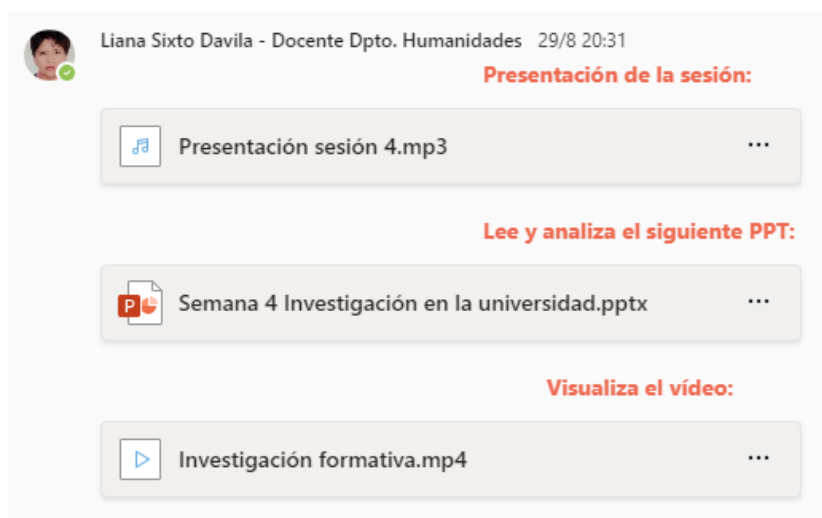 Liana Sixto Davila - Docente Dpto. Humanidades 29/8 20:31
Presentación de la sesión:
Presentación sesión 4.mp3
Lee y analiza el siguiente PPT:
P Semana 4 Investigación en la universidad.pptx
Visualiza el vídeo:
Investigación formativa.mp4